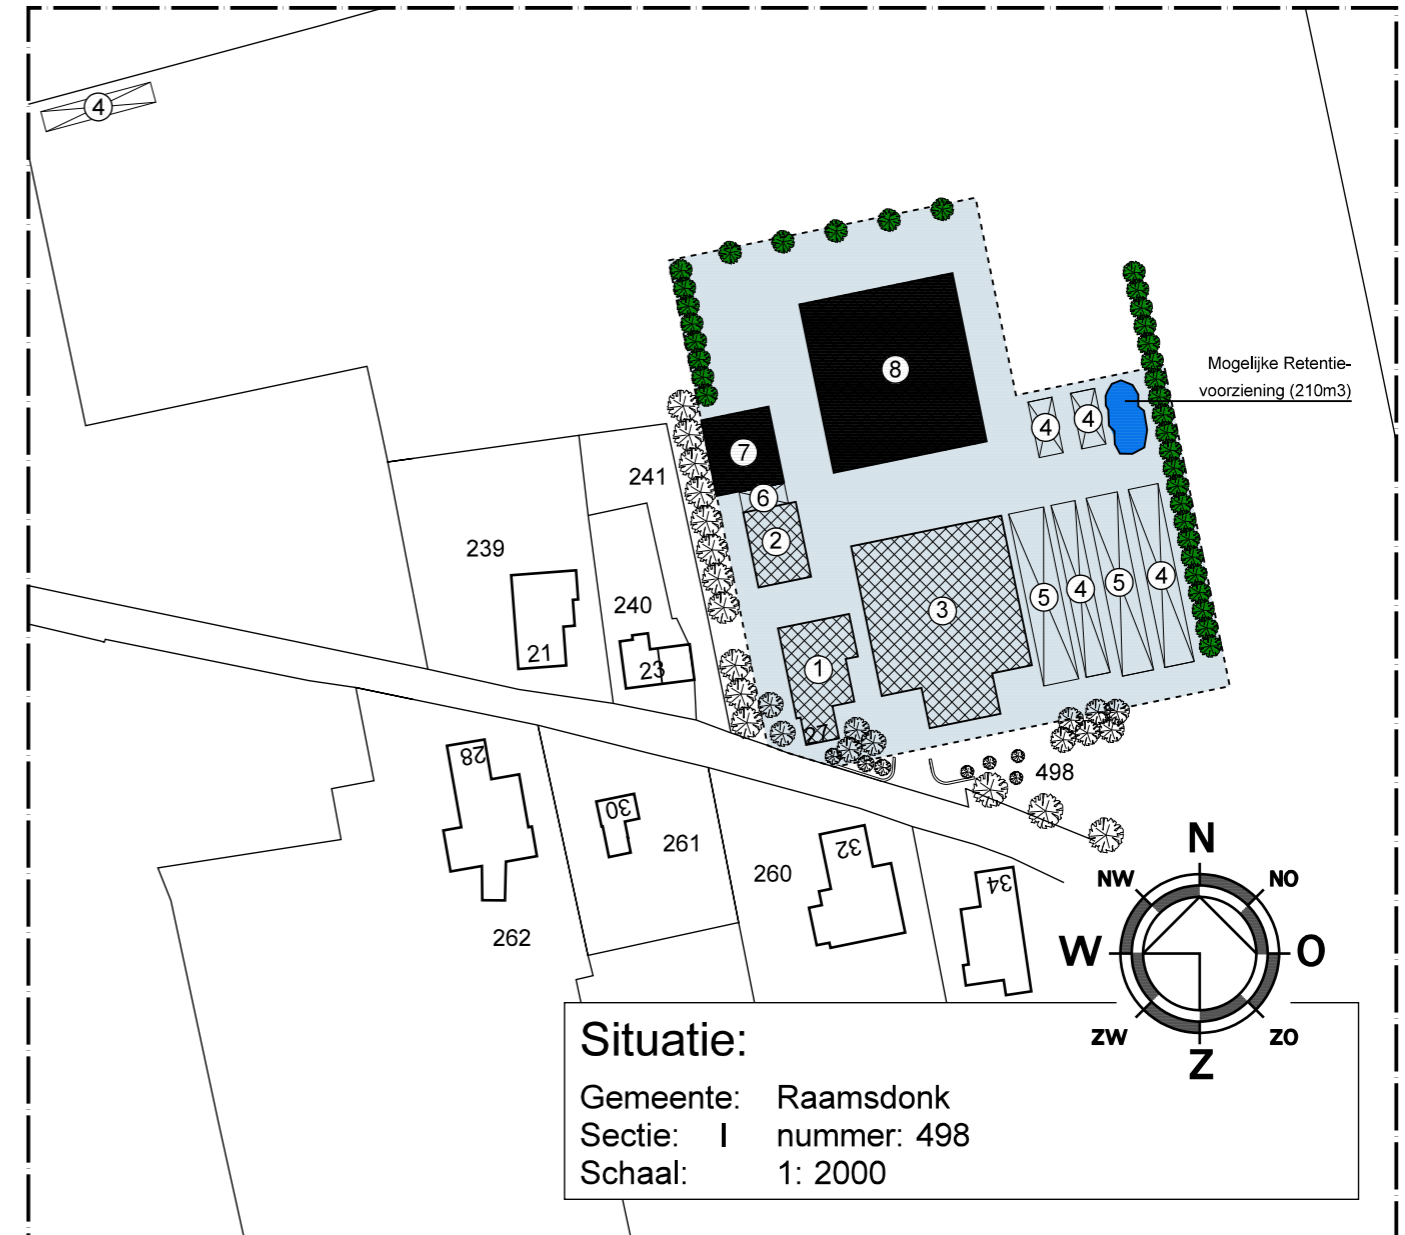 4
8
Mogelijke Retentie-
voorziening (210m3)
4
4
7
241
6
239
2
5
4
5
4
3
240
21
23
1
27
28
498
30
261
32
260
34
262
N
NW
NO
W
O
ZW
ZO
Z
Situatie:
Gemeente: Raamsdonk
Sectie: I nummer: 498
Schaal: 1: 2000